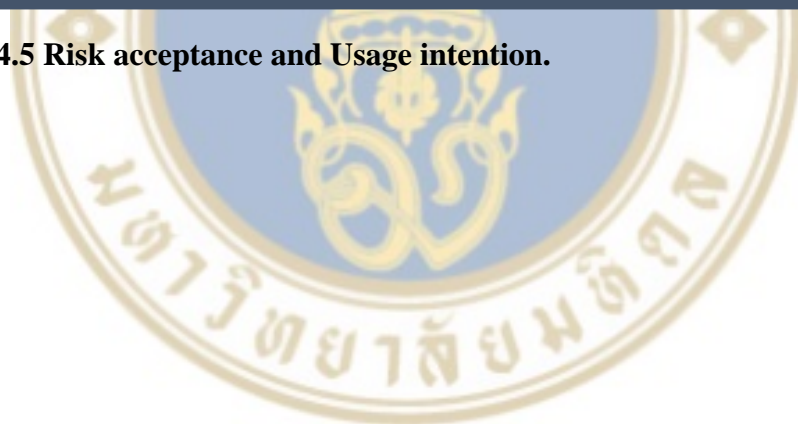 4.5 Risk acceptance and Usage intention.
มหาวิทยาลัยมหิดล